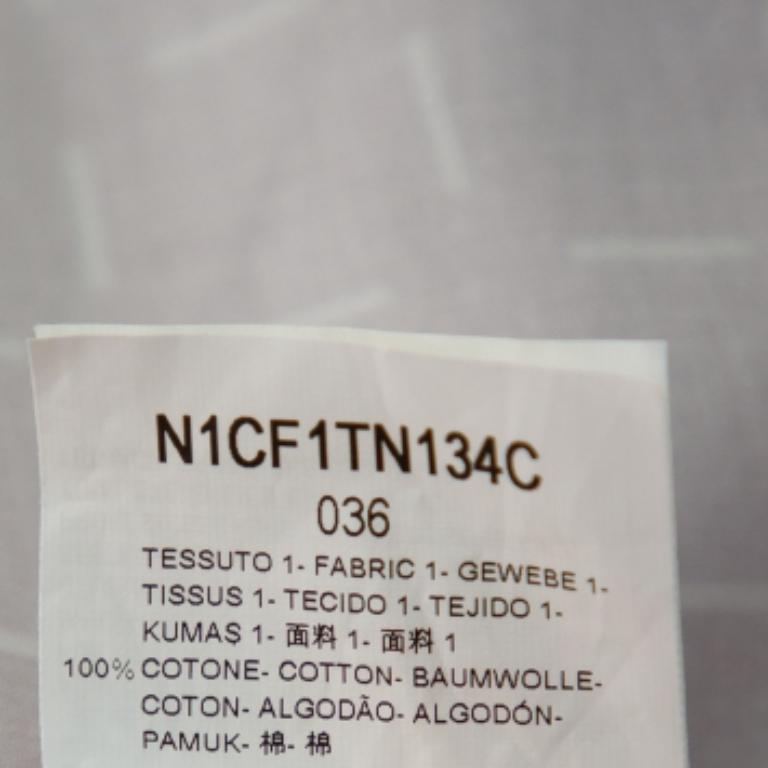 N1CF1TN134C
036
TESSUTO 1- FABRIC 1- GEWEBE 1-
TISSUS 1- TECIDO 1- TEJIDO 1-
KUMAŞ 1- 面料 1- 面料 1
100% COTONE- COTTON- BAUMWOLLE-
COTON- ALGODÃO- ALGODÓN-
PAMUK- 棉- 棉